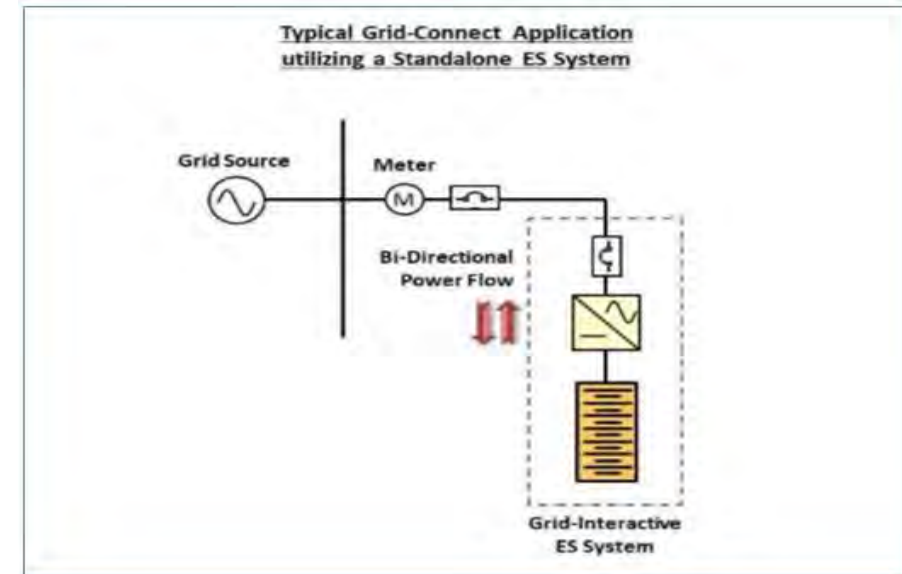 Typical Grid-Connect Application
utilizing a Standalone ES System
Grid Source
Meter
M
Bi-Directional
Power Flow
Grid-Interactive
ES System